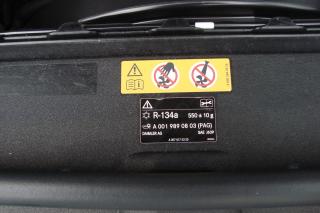 R-134a 550 ± 10 g
A 001 989 08 03 (PAG)
DAIMLER AG SAE J639